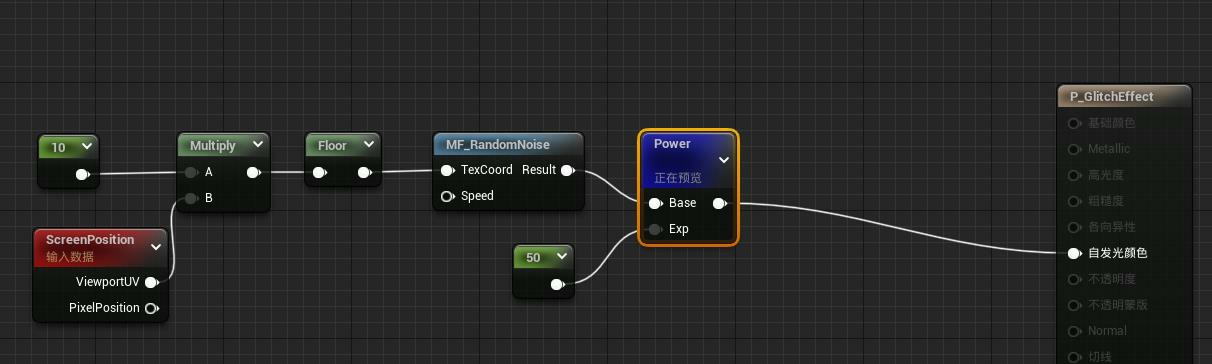 10
Multiply
A
B
Floor
MF_RandomNoise
TexCoord Result
Speed
Power
正在预览
Base
Exp
50
ScreenPosition
输入数据
ViewportUV
PixelPosition
P_GlitchEffect
基础颜色
Metallic
高光度
粗糙度
各向异性
自发光颜色
不透明度
不透明蒙版
Normal
切线